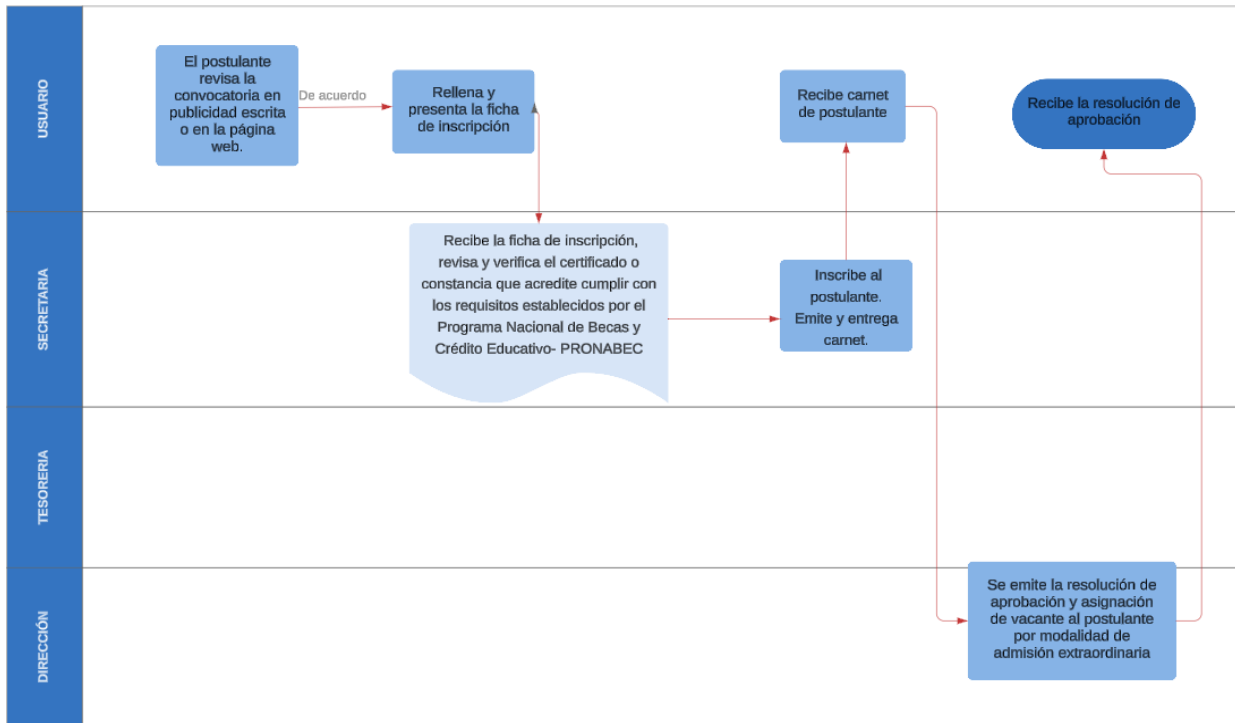 USUARIO
El postulante
revisa la
convocatoria en
publicidad escrita
o en la página
web.
De acuerdo
Rellena y
presenta la ficha
de inscripción
Recibe carnet
de postulante
Recibe la resolución de
aprobación
SECRETARIA
Recibe la ficha de inscripción,
revisa y verifica el certificado o
constancia que acredite cumplir con
los requisitos establecidos por el
Programa Nacional de Becas y
Crédito Educativo- PRONABEC
Inscribe al
postulante.
Emite y entrega
carnet.
TESORERIA
DIRECCIÓN
Se emite la resolución de
aprobación y asignación
de vacante al postulante
por modalidad de
admisión extraordinaria